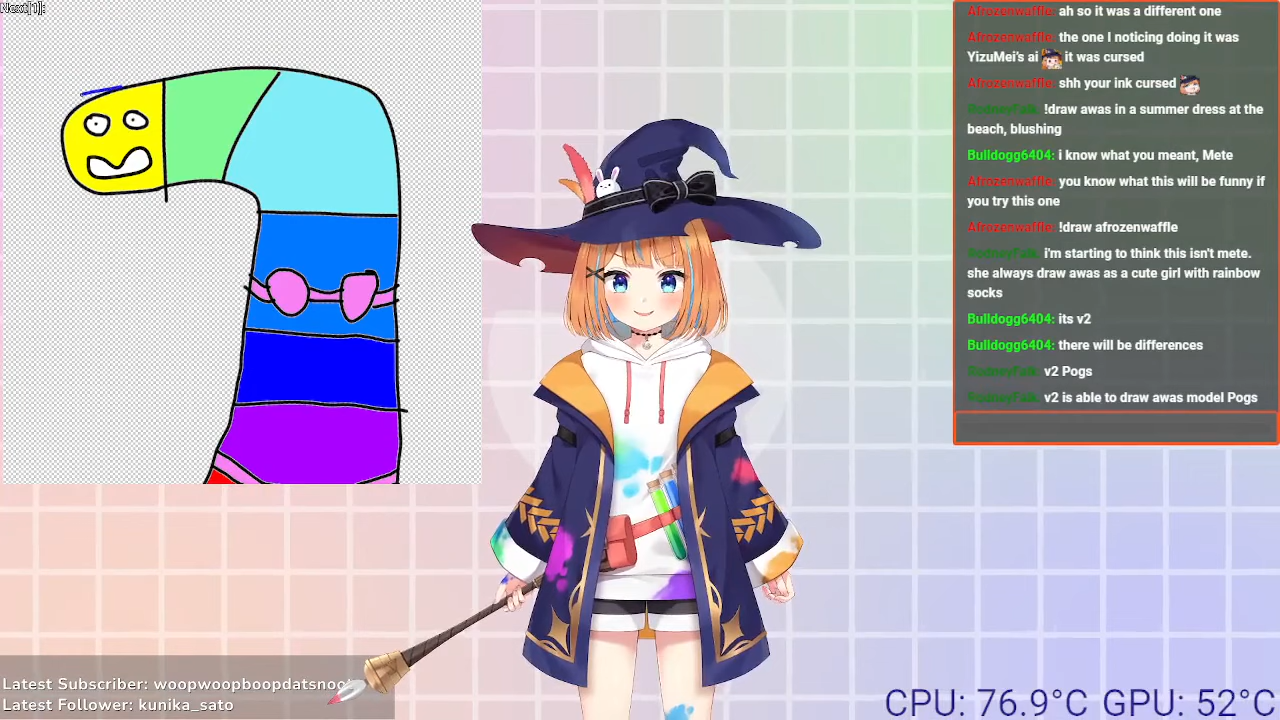 Next[1]:
Afrozenwaffle: ah so it was a different one
Afrozenwaffle: the one I noticing doing it was
YizuMei's ai it was cursed
Afrozenwaffle: shh your ink cursed
RodneyFalk: !draw awas in a summer dress at the
beach, blushing
Bulldogg6404: i know what you meant, Mete
Afrozenwaffle: you know what this will be funny if
you try this one
Afrozenwaffle: !draw afrozenwaffle
RodneyFalk: i'm starting to think this isn't mete.
she always draw awas as a cute girl with rainbow
socks
Bulldogg6404: its v2
Bulldogg6404: there will be differences
RodneyFalk: v2 Pogs
RodneyFalk: v2 is able to draw awas model Pogs
Latest Subscriber: woopwoopboopdatsnoo
Latest Follower: kunika_sato
CPU: 76.9°C GPU: 52°C